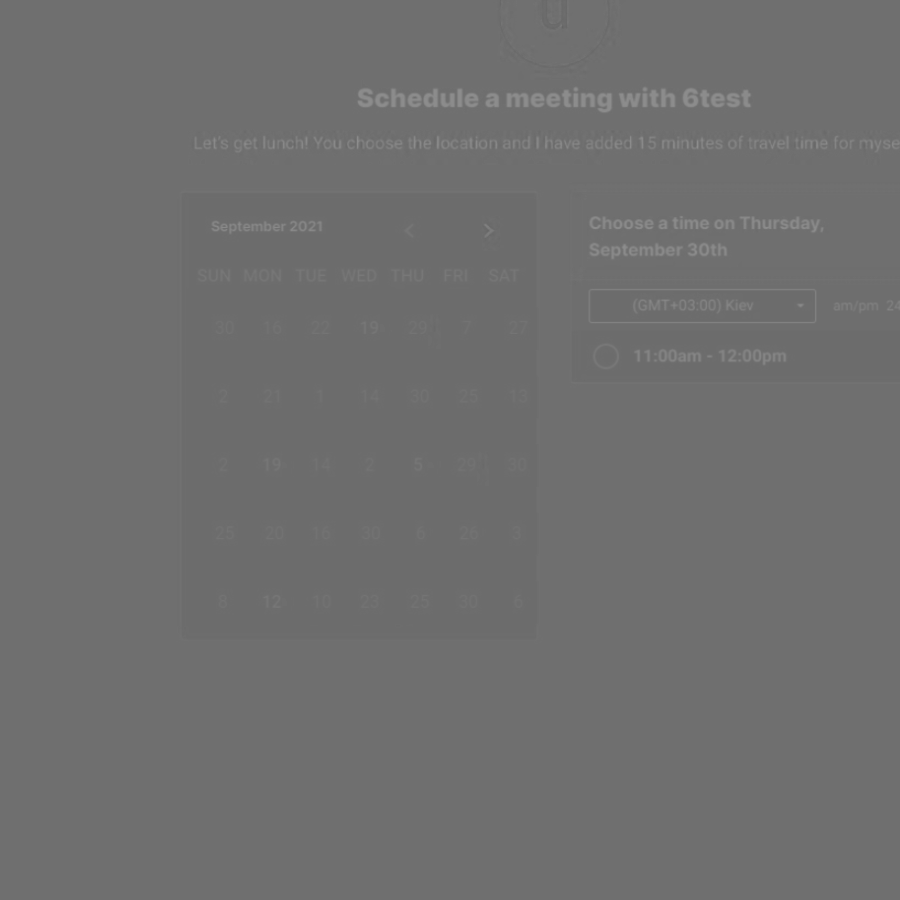 d
Schedule a meeting with 6test
Let's get lunch! You choose the location and I have added 15 minutes of travel time for myse
September 2021
SUN MON TUE WED THU FRI SAT
30 16 22 19 29 7 27
2 21 1 14 30 25 13
2 19 14 2 5 29 30
25 20 16 30 6 26 3
8 12 10 23 25 30 6
Choose a time on Thursday,
September 30th
(GMT+03:00) Kiev am/pm 24
11:00am - 12:00pm